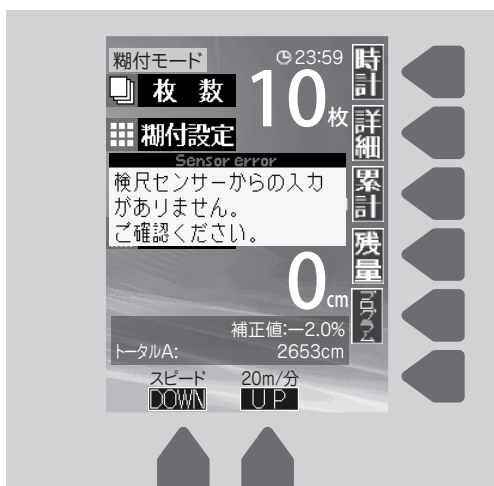 糊付モード
23:59
時計
枚数
10枚
詳細
糊付設定
Sensor error
検尺センサーからの入力
がありません。
ご確認ください。
累計
残量
0cm
プログラム
補正値:−2.0%
トータルA: 2653cm
スピード 20m/分
DOWN UP